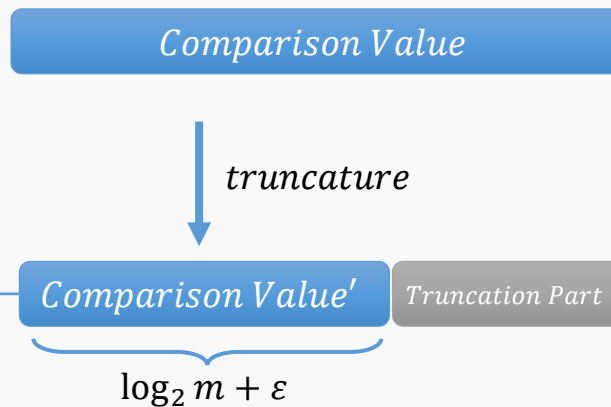 Comparison Value
truncature
Comparison Value′
Truncation Part
log₂ m + ε